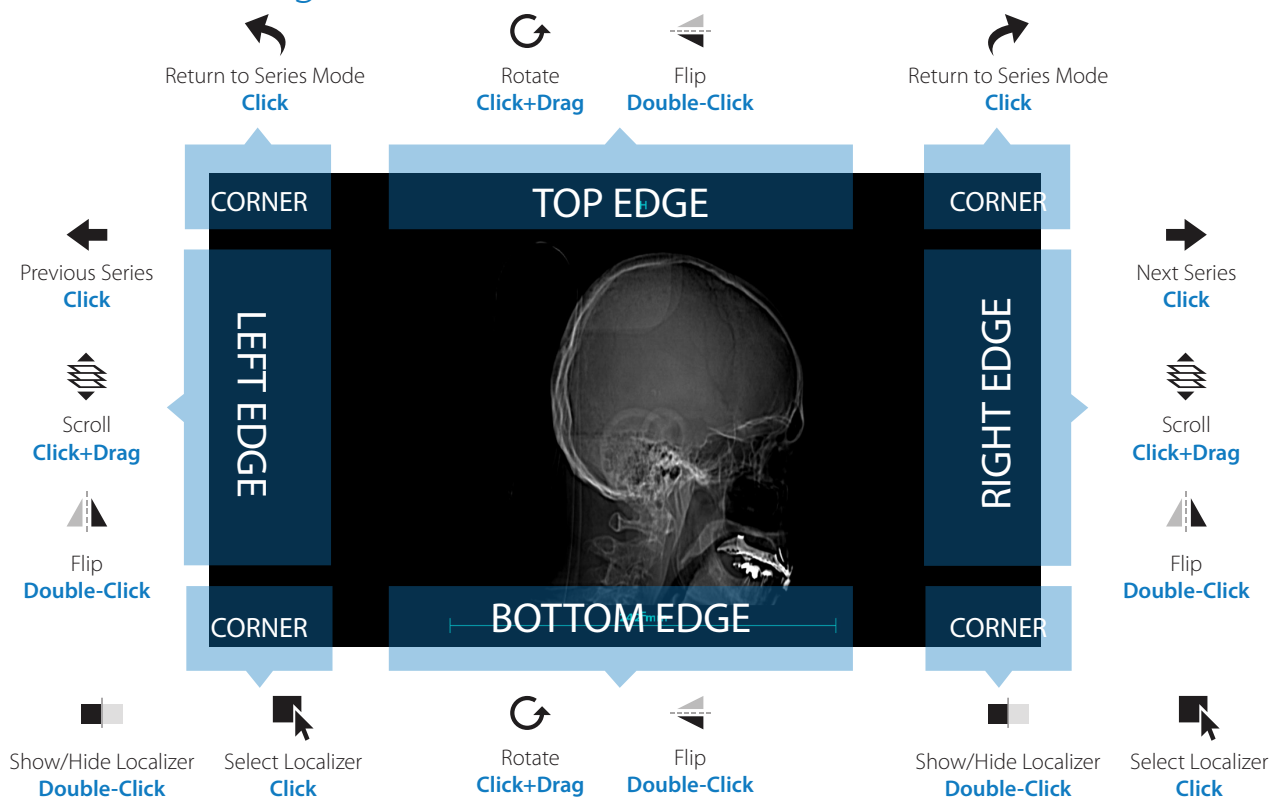 Return to Series Mode
Click
Rotate
Click+Drag
Flip
Double-Click
Return to Series Mode
Click
CORNER
TOP EDGE
H
CORNER
Previous Series
Click
Scroll
Click+Drag
Flip
Double-Click
LEFT EDGE
RIGHT EDGE
Next Series
Click
Scroll
Click+Drag
Flip
Double-Click
CORNER
BOTTOM EDGE
CORNER
Show/Hide Localizer
Double-Click
Select Localizer
Click
Rotate
Click+Drag
Flip
Double-Click
Show/Hide Localizer
Double-Click
Select Localizer
Click